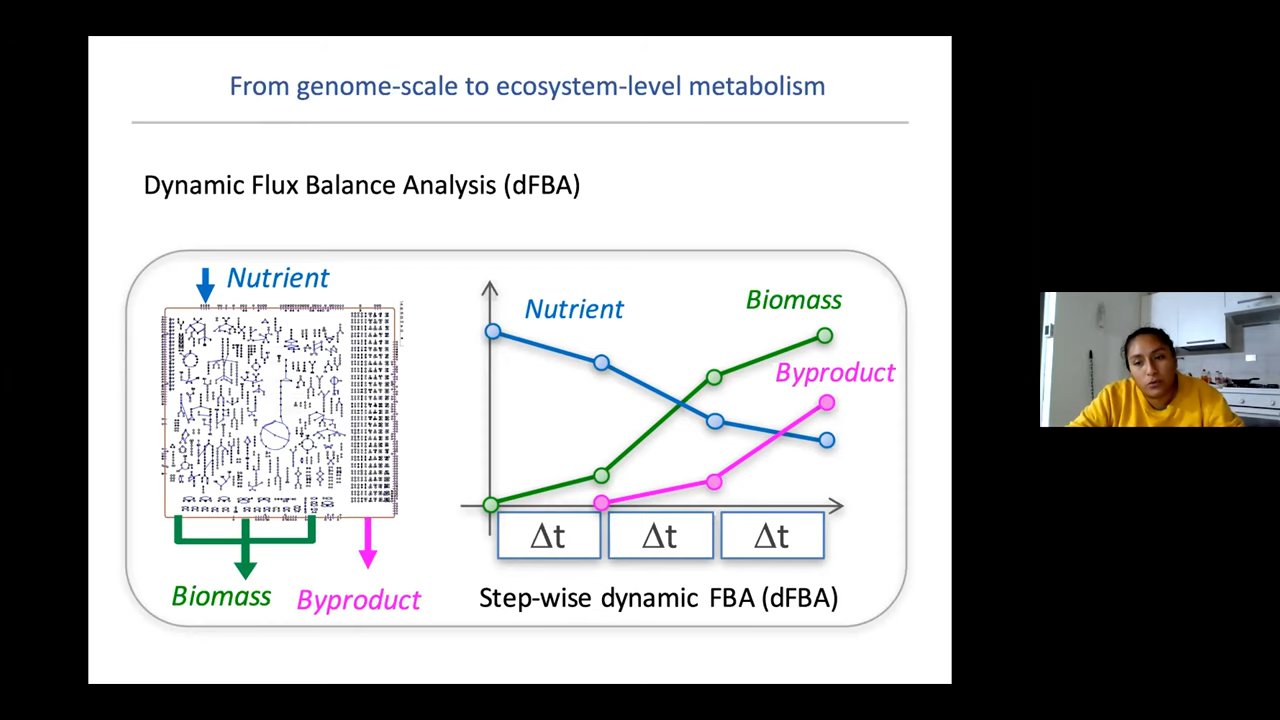 From genome-scale to ecosystem-level metabolism
Dynamic Flux Balance Analysis (dFBA)
Nutrient
Biomass
Byproduct
Nutrient
Biomass
Byproduct
Δt
Δt
Δt
Step-wise dynamic FBA (dFBA)